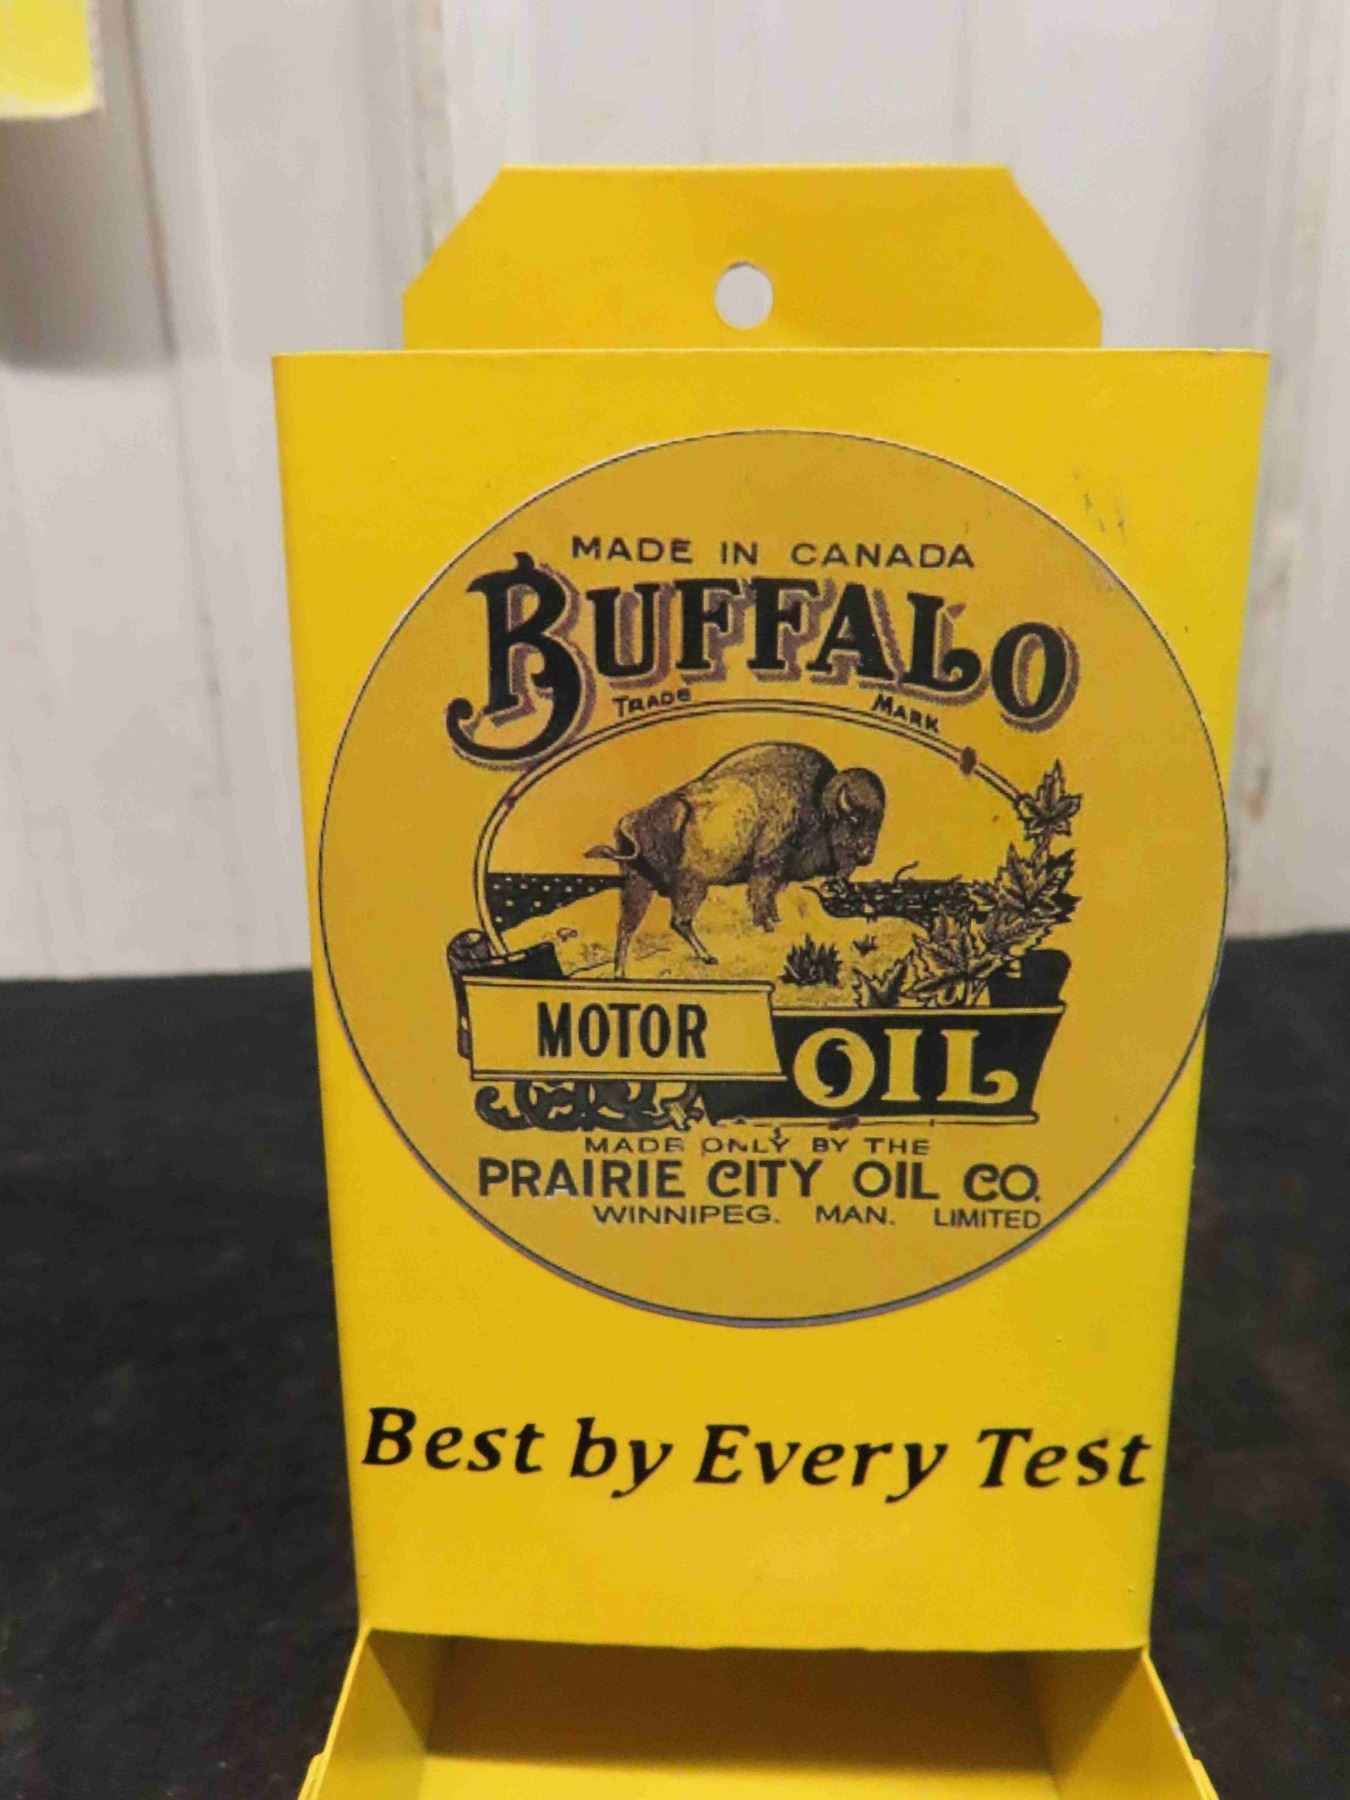 MADE IN CANADA
BUFFALO
TRADE MARK
MOTOR OIL
MADE ONLY BY THE
PRAIRIE CITY OIL CO.
WINNIPEG. MAN. LIMITED
Best by Every Test